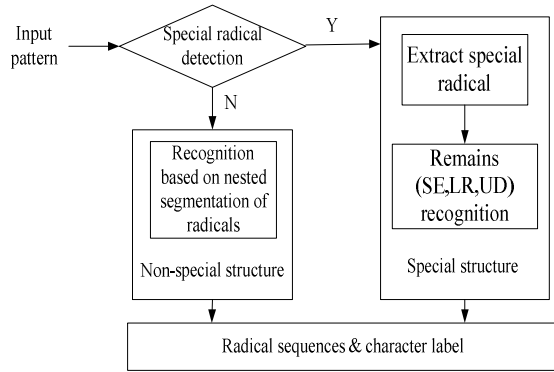 Input
pattern
Special radical
detection
Y
N
Extract special
radical
Remains
(SE,LR,UD)
recognition
Special structure
Recognition
based on nested
segmentation of
radicals
Non-special structure
Radical sequences & character label